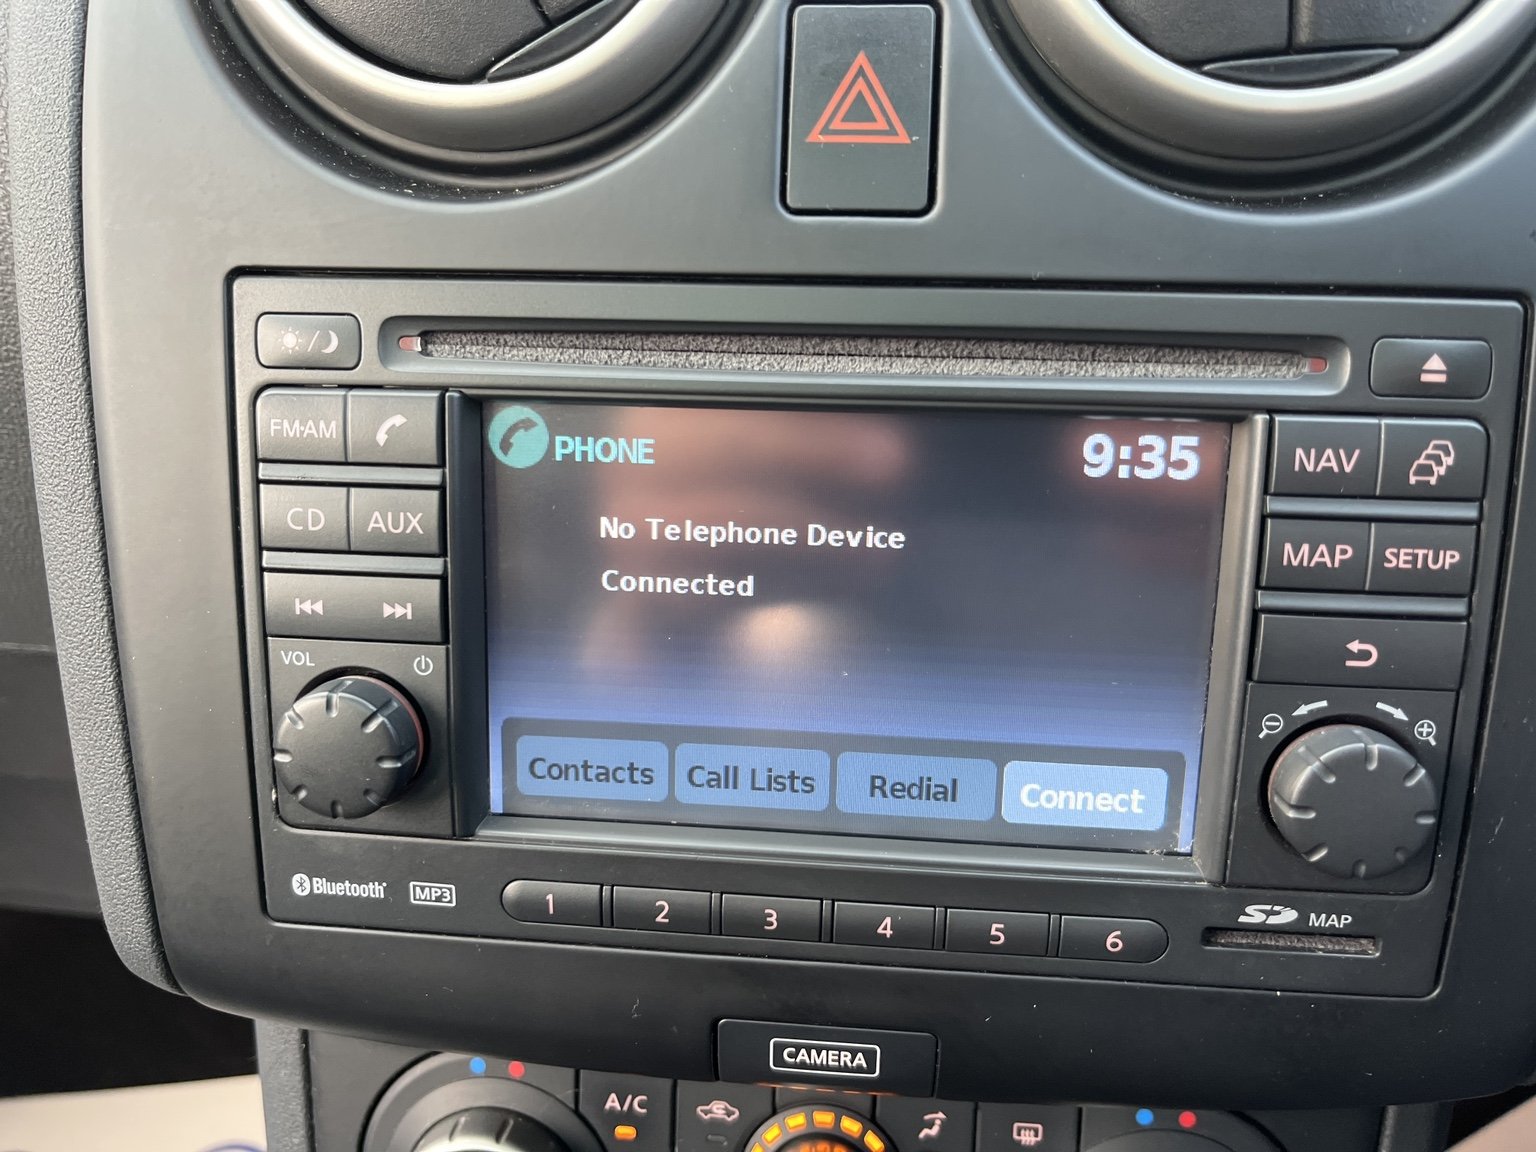 FM·AM
CD
AUX
VOL
PHONE
9:35
No Telephone Device
Connected
Contacts
Call Lists
Redial
Connect
NAV
MAP
SETUP
Bluetooth
MP3
1
2
3
4
5
6
SD MAP
CAMERA
A/C